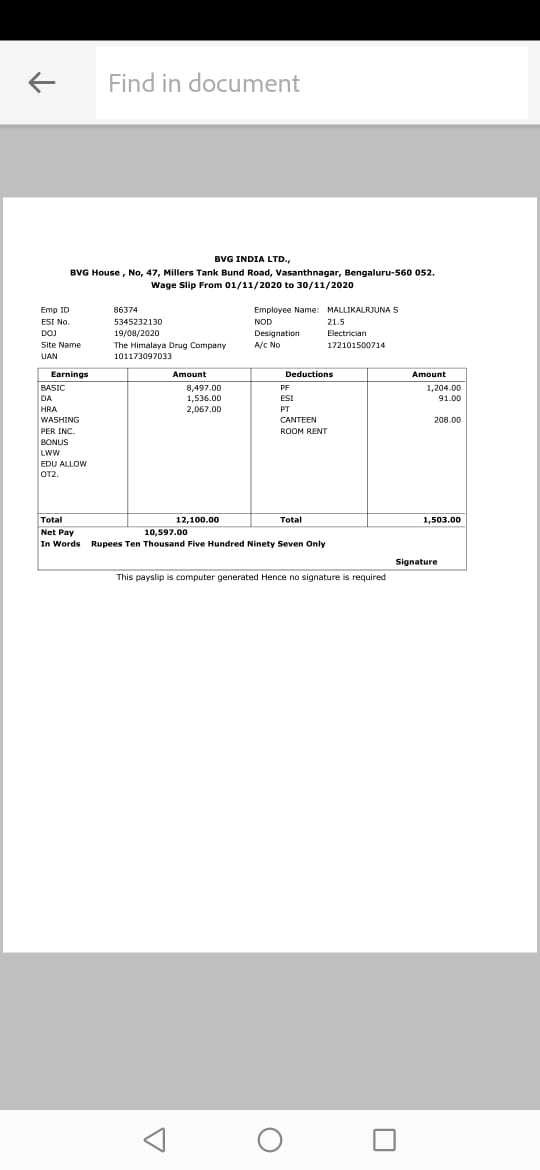 Find in document
BVG INDIA LTD.,
BVG House , No, 47, Millers Tank Bund Road, Vasanthnagar, Bengaluru-560 052.
Wage Slip From 01/11/2020 to 30/11/2020
Emp ID 86374 Employee Name: MALLIKALRJUNA S
ESI No. 5345232130 NOD 21.5
DOJ 19/08/2020 Designation Electrician
Site Name The Himalaya Drug Company A/c No 172101500714
UAN 101173097033
Earnings Amount Deductions Amount
BASIC 8,497.00 PF 1,204.00
DA 1,536.00 ESI 91.00
HRA 2,067.00 PT
WASHING CANTEEN 208.00
PER INC. ROOM RENT
BONUS
LWW
EDU ALLOW
OT2.
Total 12,100.00 Total 1,503.00
Net Pay 10,597.00
In Words Rupees Ten Thousand Five Hundred Ninety Seven Only
Signature
This payslip is computer generated Hence no signature is required